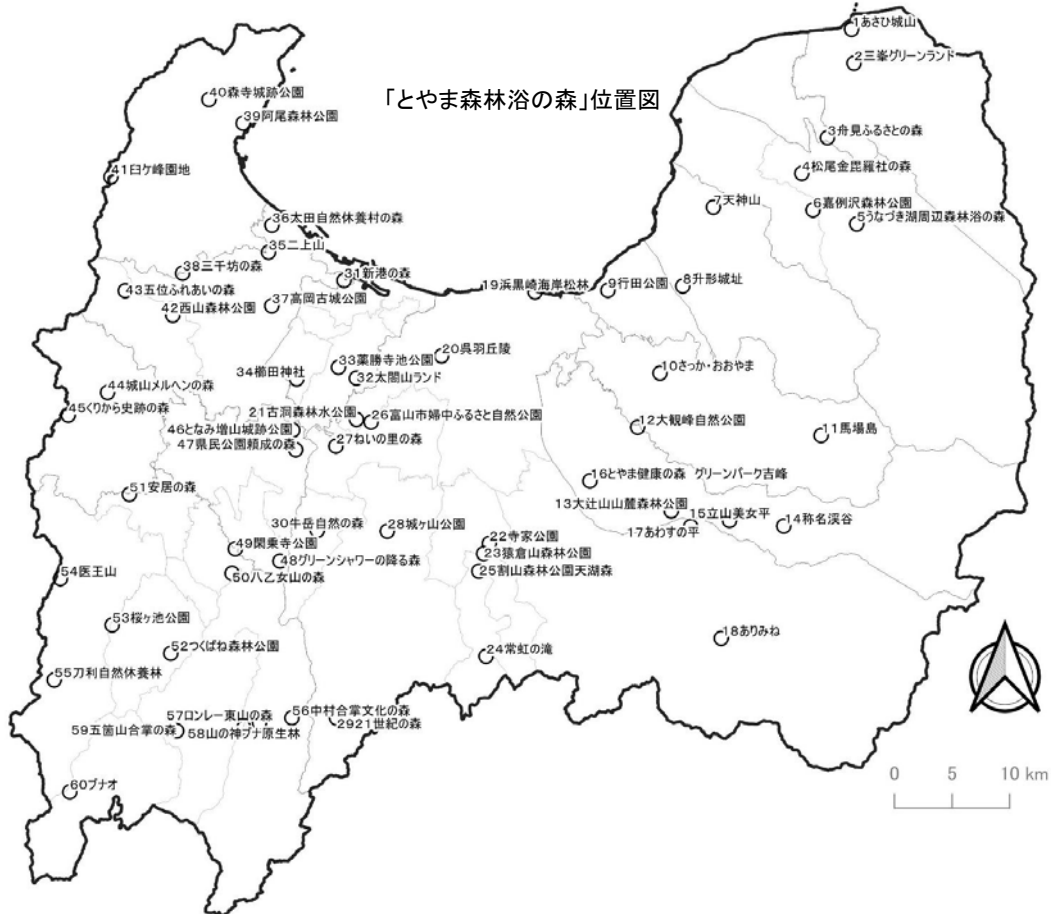 「とやま森林浴の森」位置図
1あさひ城山
2三峯グリーンランド
3舟見ふるさとの森
4松尾金毘羅社の森
5うなづき湖周辺森林浴の森
6嘉例沢森林公園
7天神山
8升形城址
9行田公園
10さっか・おおやま
11馬場島
12大観峰自然公園
13大辻山山麓森林公園
14称名渓谷
15立山美女平
16とやま健康の森 グリーンパーク吉峰
17あわすの平
18ありみね
19浜黒崎海岸松林
20呉羽丘陵
21古洞森林水公園
22寺家公園
23猿倉山森林公園
24常虹の滝
25割山森林公園天湖森
26富山市婦中ふるさと自然公園
27ねいの里の森
28城ヶ山公園
2921世紀の森
30牛岳自然の森
31新港の森
32太閤山ランド
33薬勝寺池公園
34櫛田神社
35二上山
36太田自然休養村の森
37高岡古城公園
38三千坊の森
39阿尾森林公園
40森寺城跡公園
41臼ケ峰園地
42西山森林公園
43五位ふれあいの森
44城山メルヘンの森
45くりから史跡の森
46となみ増山城跡公園
47県民公園頼成の森
48グリーンシャワーの降る森
49閑乗寺公園
50八乙女山の森
51安居の森
52つくばね森林公園
53桜ヶ池公園
54医王山
55刀利自然休養林
56中村合掌文化の森
57ロンレー東山の森
58山の神ブナ原生林
59五箇山合掌の森
60ブナオ
0 5 10 km